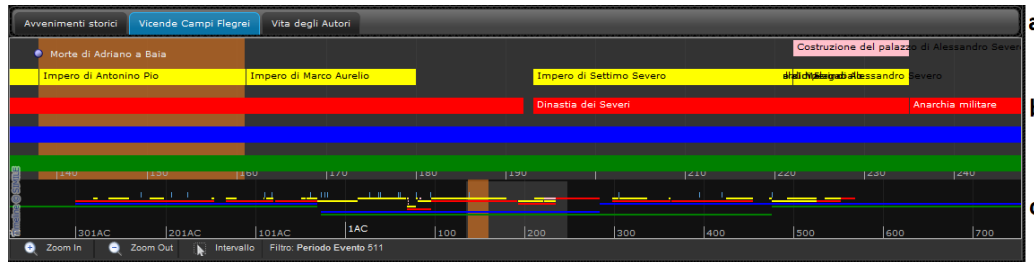 Avvenimenti storici Vicende Campi Flegrei Vita degli Autori
Costruzione del palazzo di Alessandro Sever
Morte di Adriano a Baia
Impero di Antonino Pio Impero di Marco Aurelio Impero di Settimo Severo Alessandro Severo
Dinastia dei Severi Anarchia militare
140 150 160 170 180 190 210 220 230 240
301AC 201AC 101AC 1AC 100 200 300 400 500 600 700
Zoom In Zoom Out Intervallo Filtro: Periodo Evento 511